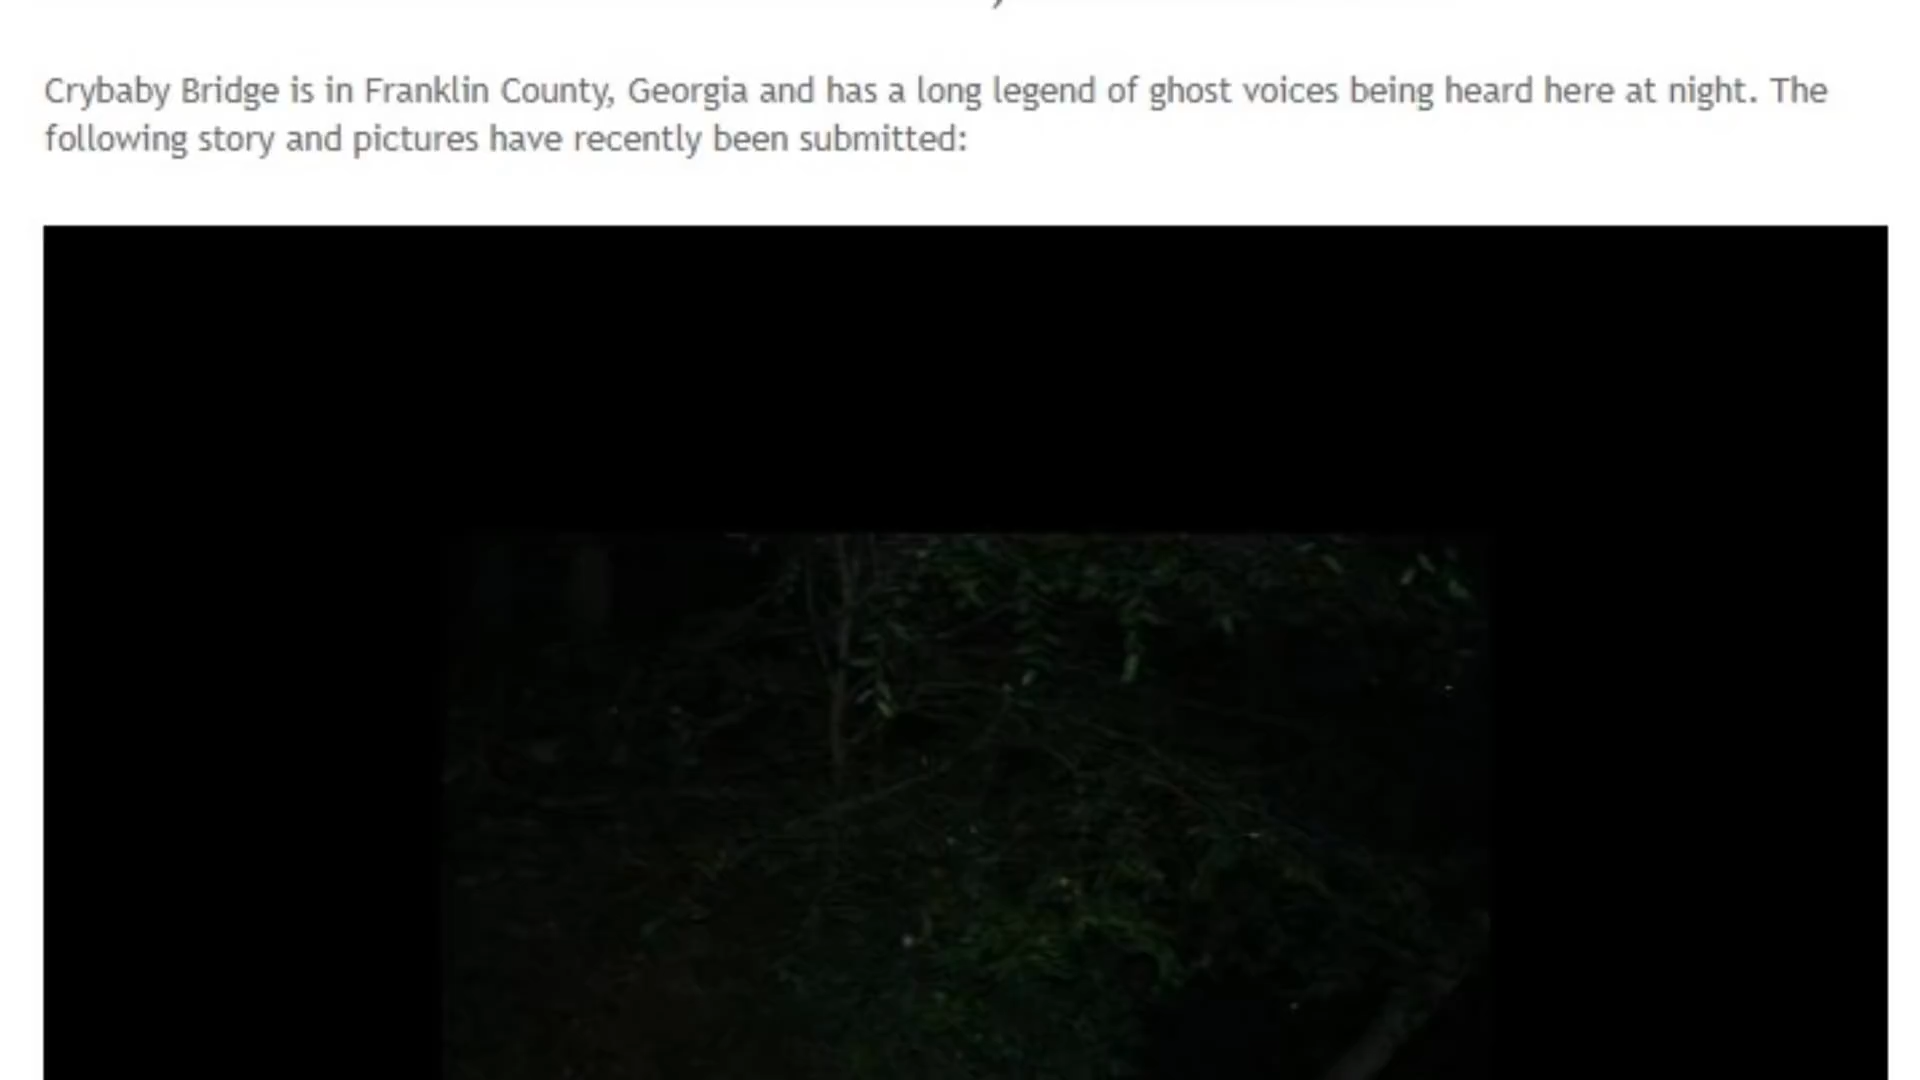 Crybaby Bridge is in Franklin County, Georgia and has a long legend of ghost voices being heard here at night. The
following story and pictures have recently been submitted: